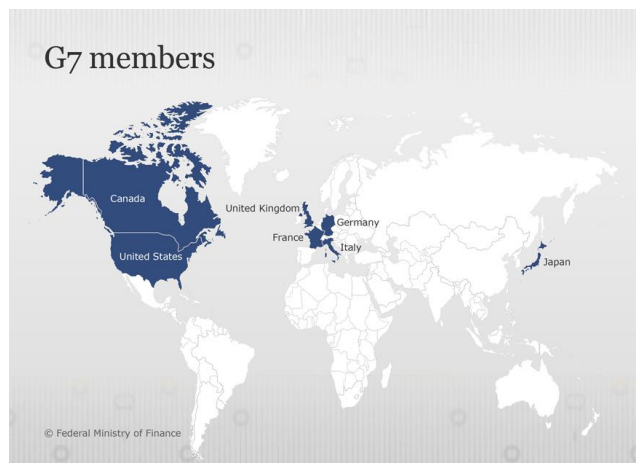 G7 members
Canada
United Kingdom
Germany
France
Italy
United States
Japan
© Federal Ministry of Finance